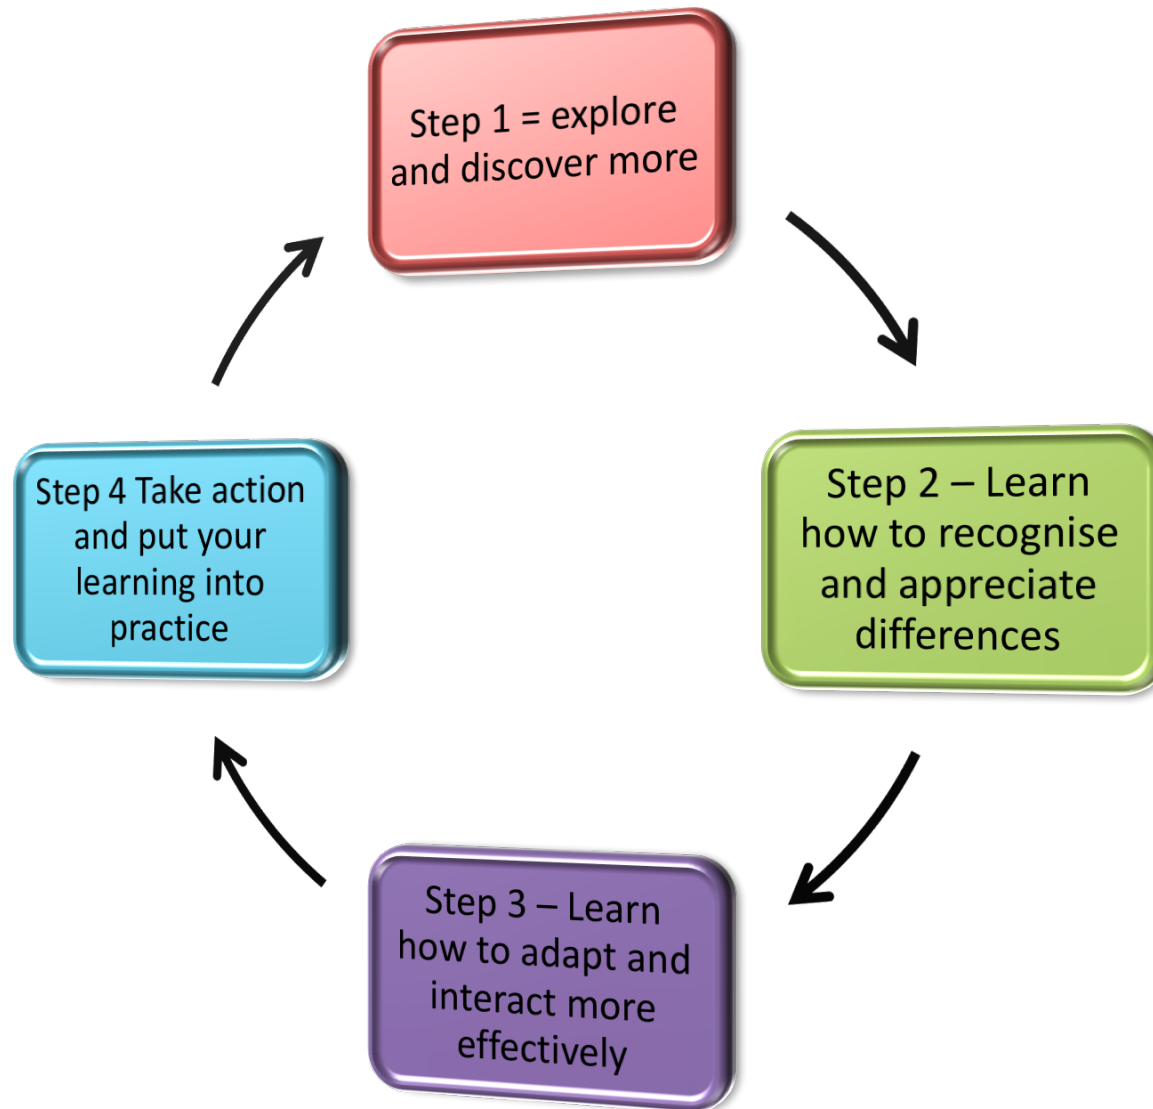 Step 1 = explore
and discover more
Step 2 – Learn
how to recognise
and appreciate
differences
Step 3 – Learn
how to adapt and
interact more
effectively
Step 4 Take action
and put your
learning into
practice